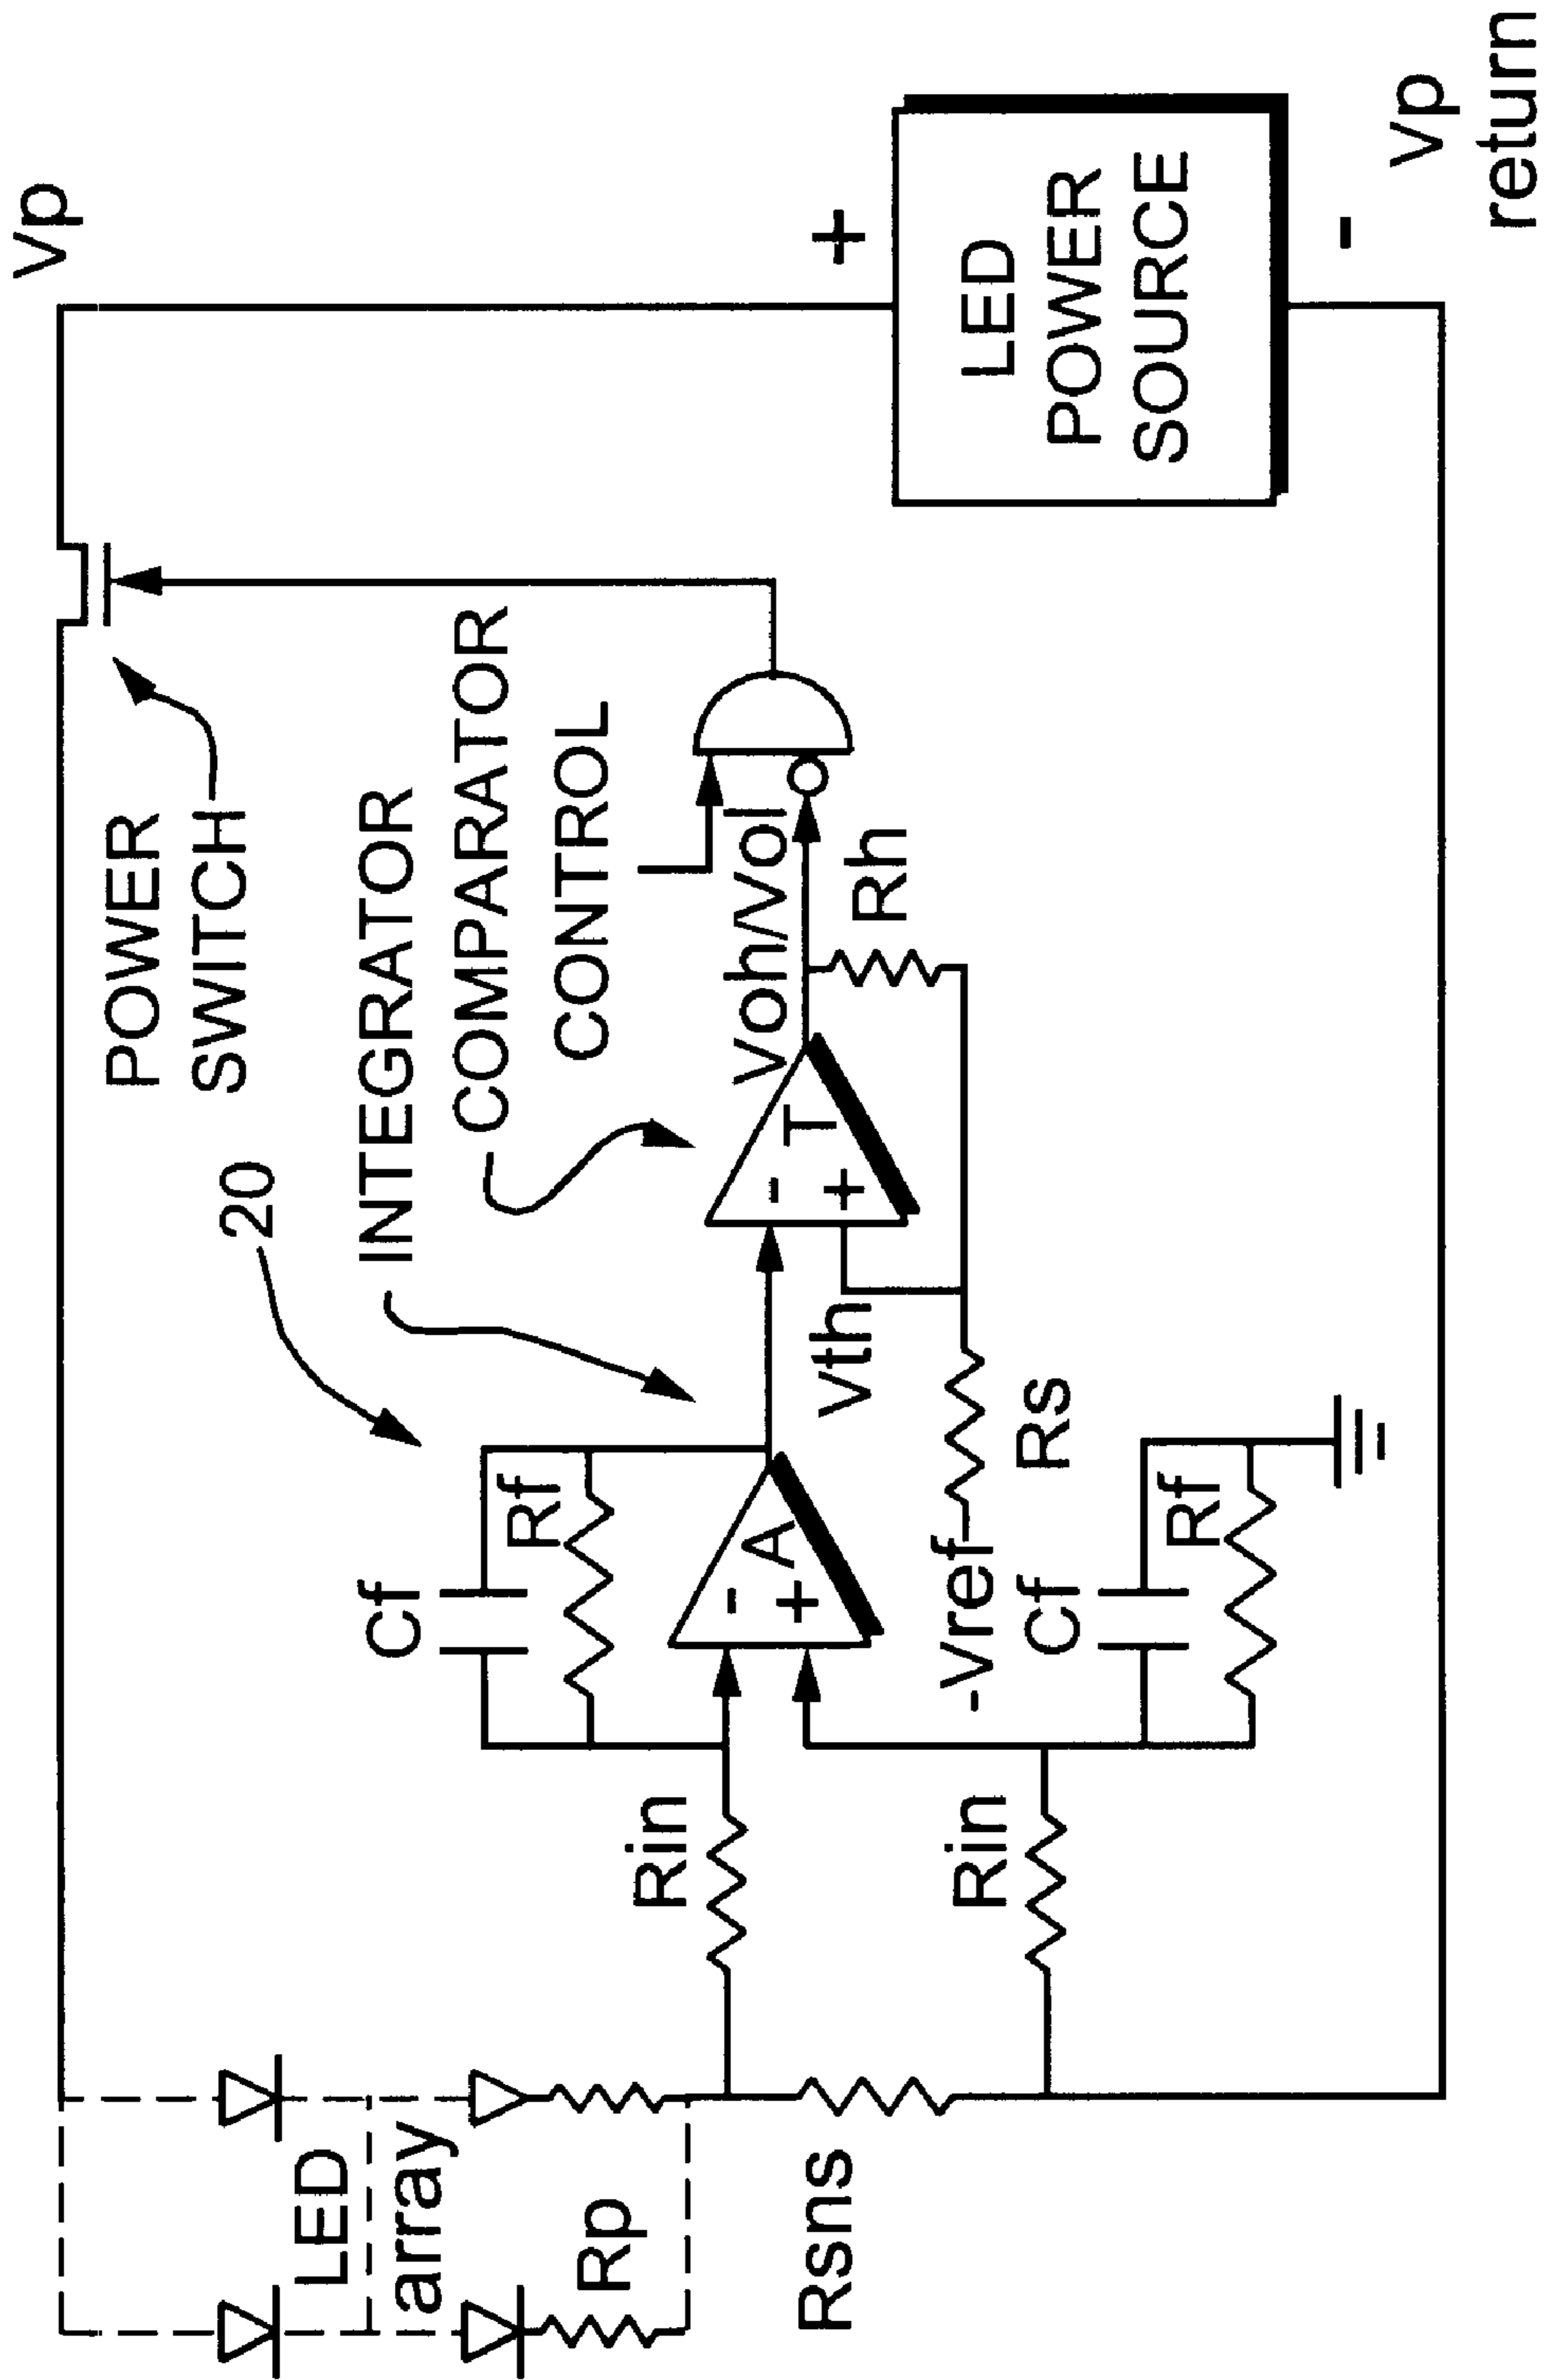 Vp
POWER
SWITCH
20
INTEGRATOR
COMPARATOR
CONTROL
LED
array
Rp
Cf
Rf
A
-
+
Voh/Vol
T
-
+
Rh
Vth
Rin
Rsns
Rin
-Vref
Rs
Cf
Rf
+
LED
POWER
SOURCE
-
Vp
return